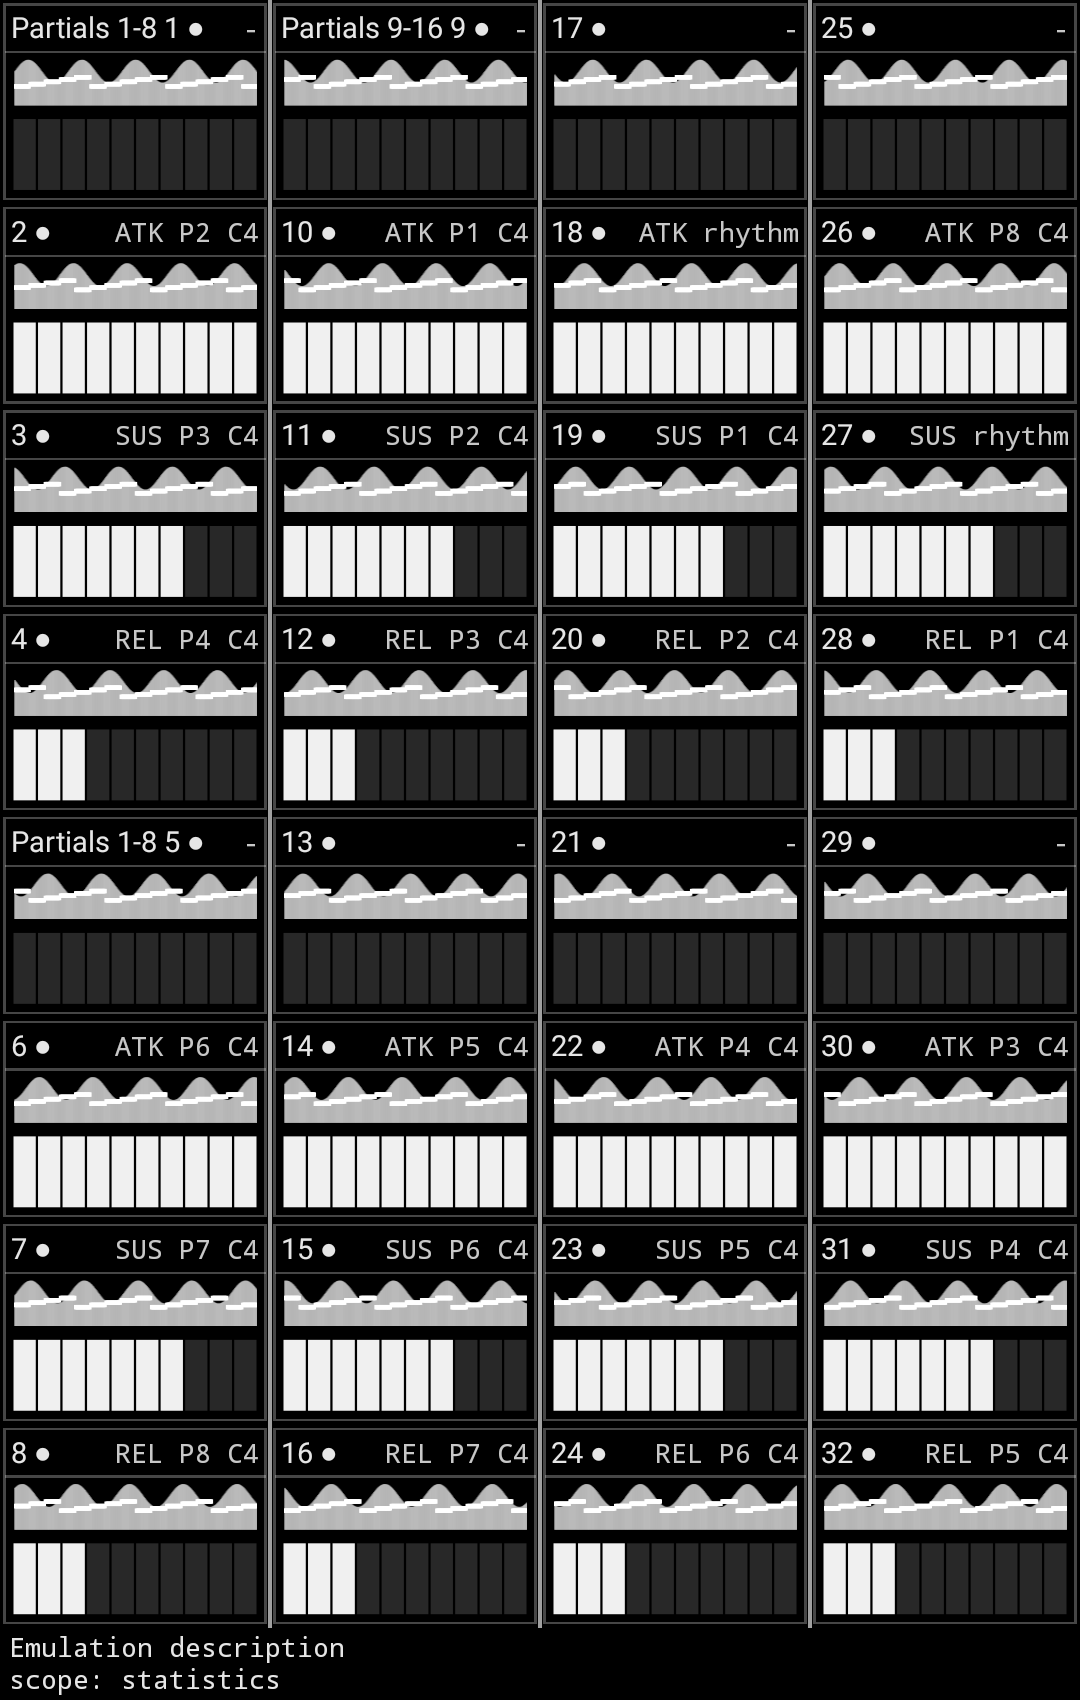 Partials 1-8 1 ● -
Partials 9-16 9 ● -
17 ● -
25 ● -
2 ● ATK P2 C4
10 ● ATK P1 C4
18 ● ATK rhythm
26 ● ATK P8 C4
3 ● SUS P3 C4
11 ● SUS P2 C4
19 ● SUS P1 C4
27 ● SUS rhythm
4 ● REL P4 C4
12 ● REL P3 C4
20 ● REL P2 C4
28 ● REL P1 C4
Partials 1-8 5 ● -
13 ● -
21 ● -
29 ● -
6 ● ATK P6 C4
14 ● ATK P5 C4
22 ● ATK P4 C4
30 ● ATK P3 C4
7 ● SUS P7 C4
15 ● SUS P6 C4
23 ● SUS P5 C4
31 ● SUS P4 C4
8 ● REL P8 C4
16 ● REL P7 C4
24 ● REL P6 C4
32 ● REL P5 C4
Emulation description
scope: statistics